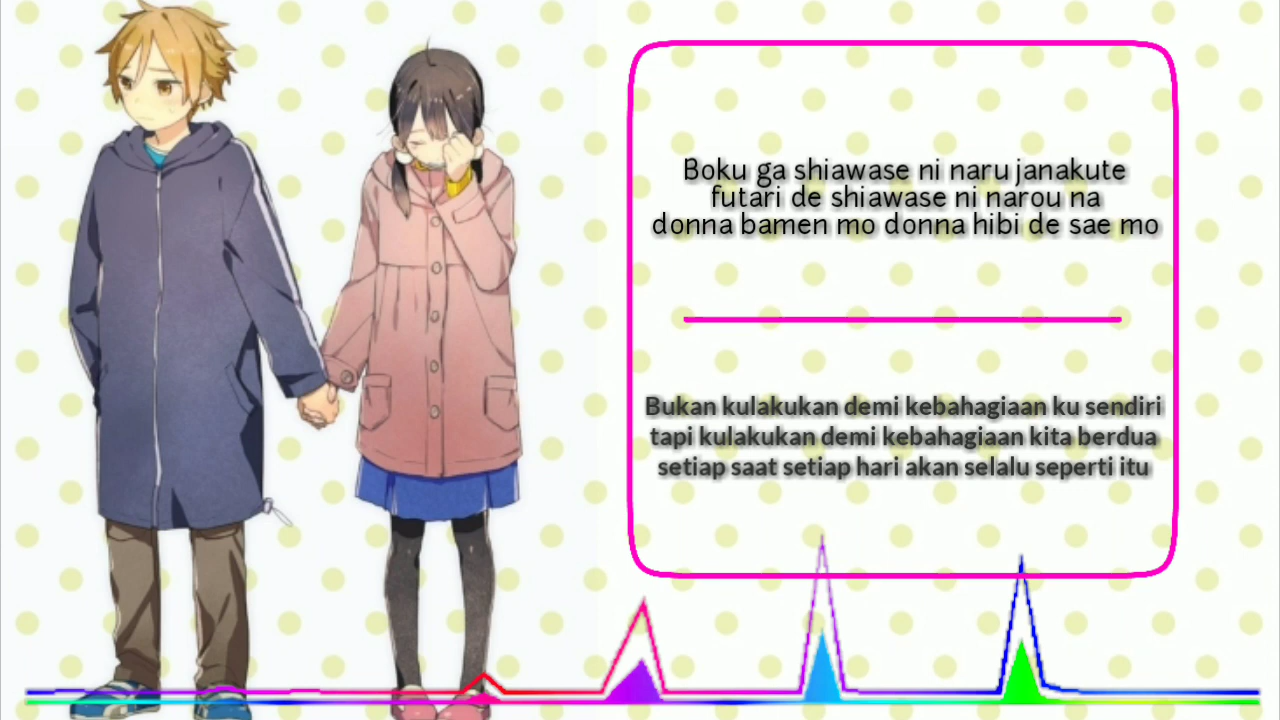 Boku ga shiawase ni naru janakute
futari de shiawase ni narou na
donna bamen mo donna hibi de sae mo
Bukan kulakukan demi kebahagiaan ku sendiri
tapi kulakukan demi kebahagiaan kita berdua
setiap saat setiap hari akan selalu seperti itu